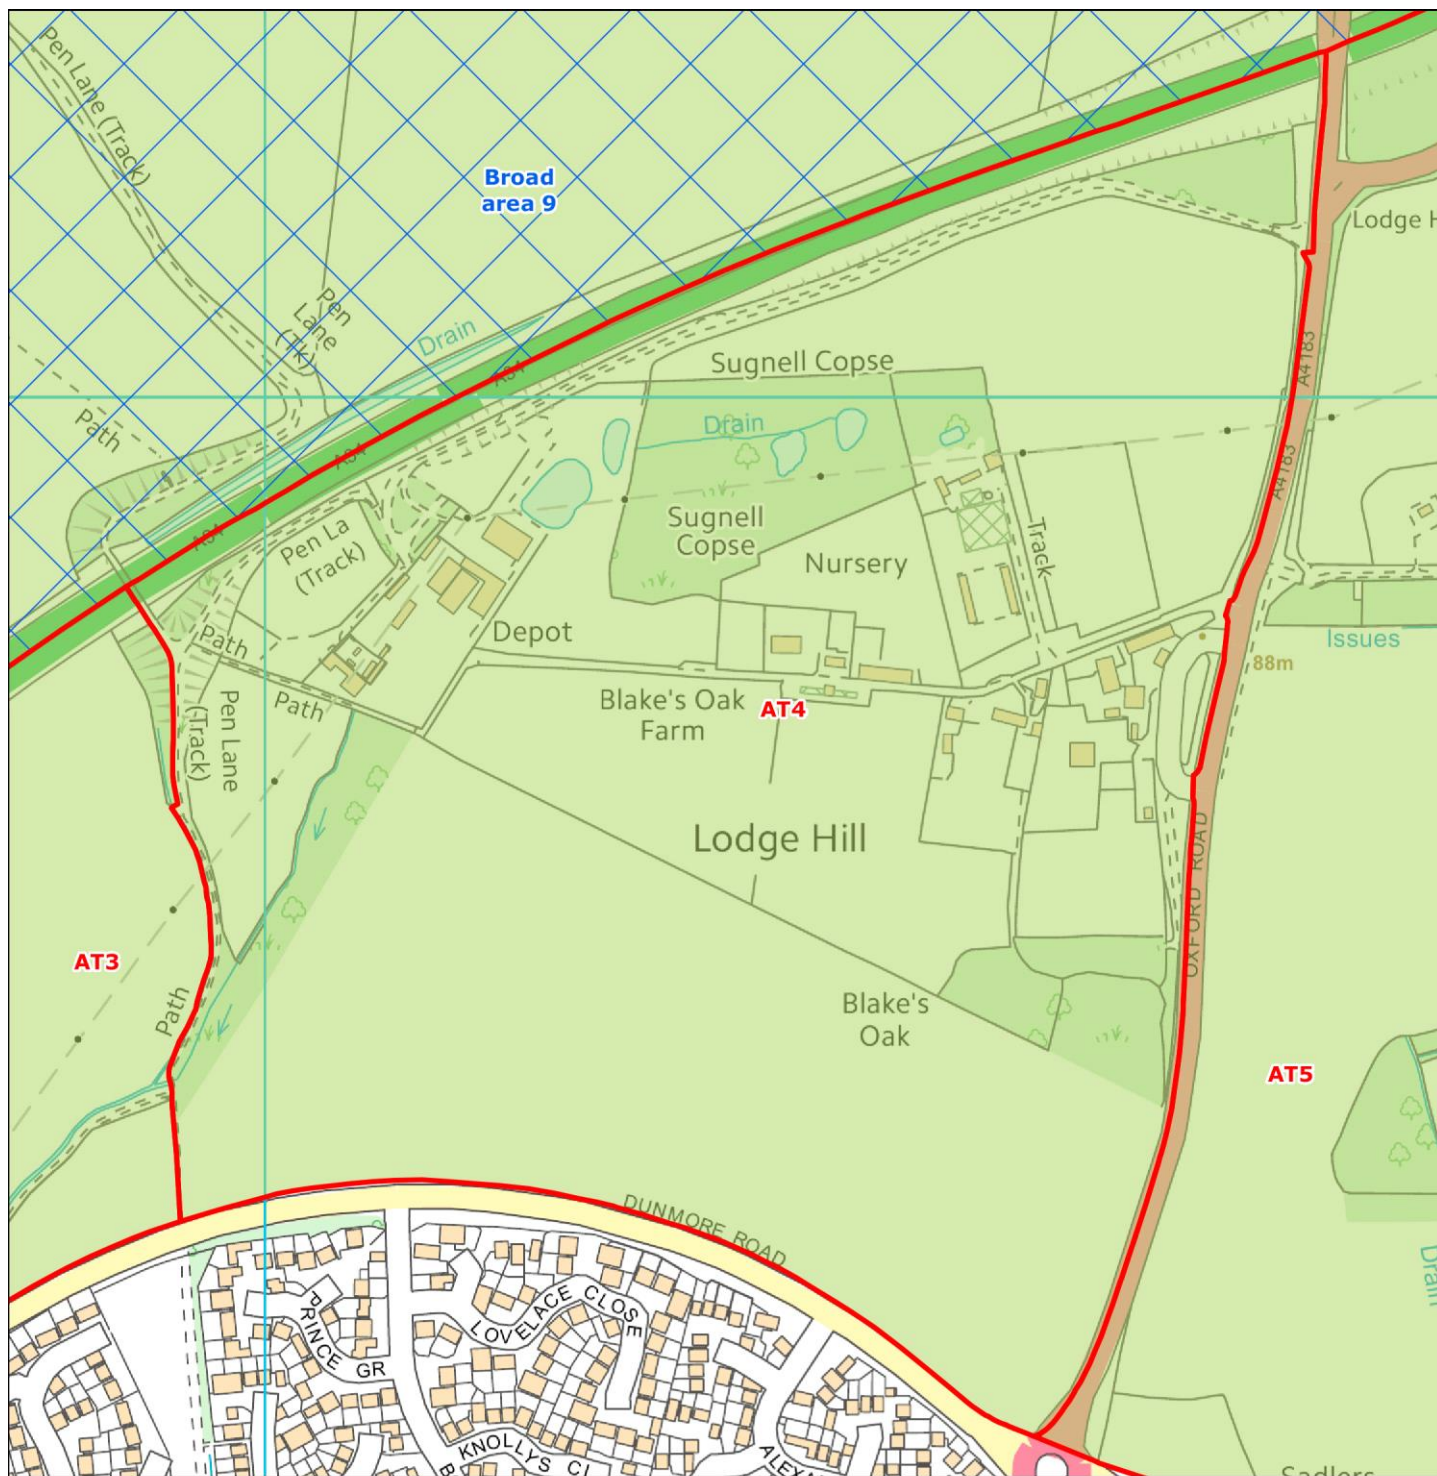 Pen Lane (Track)
Broad
area 9
Lodge H
Pen
Lane
(Tk)
Drain
A34
Sugnell Copse
A4183
Path
Drain
A34
A4183
Sugnell
Copse
Track
A34
Pen La
(Track)
Nursery
Depot
Path
Issues
88m
Path
Pen Lane
(Track)
Blake's Oak
Farm
AT4
Lodge Hill
OXFORD ROAD
AT3
Path
Blake's
Oak
AT5
DUNMORE ROAD
Drain
PRINCE GR
LOVELACE CLOSE
KNOLLYS CL
B
ALEXA
Sadlers